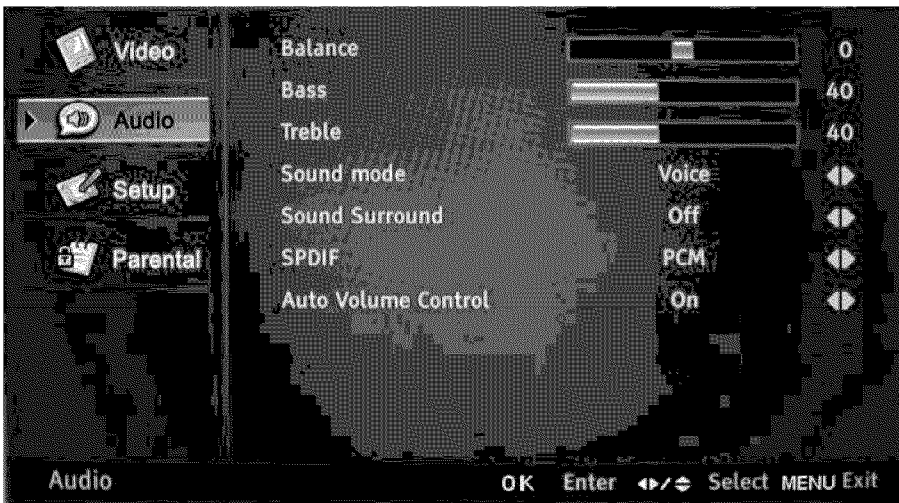 Video
Audio
Setup
Parental
Balance 0
Bass 40
Treble 40
Sound mode Voice
Sound Surround Off
SPDIF PCM
Auto Volume Control On
Audio OK Enter ◂▸/⬍ Select MENU Exit